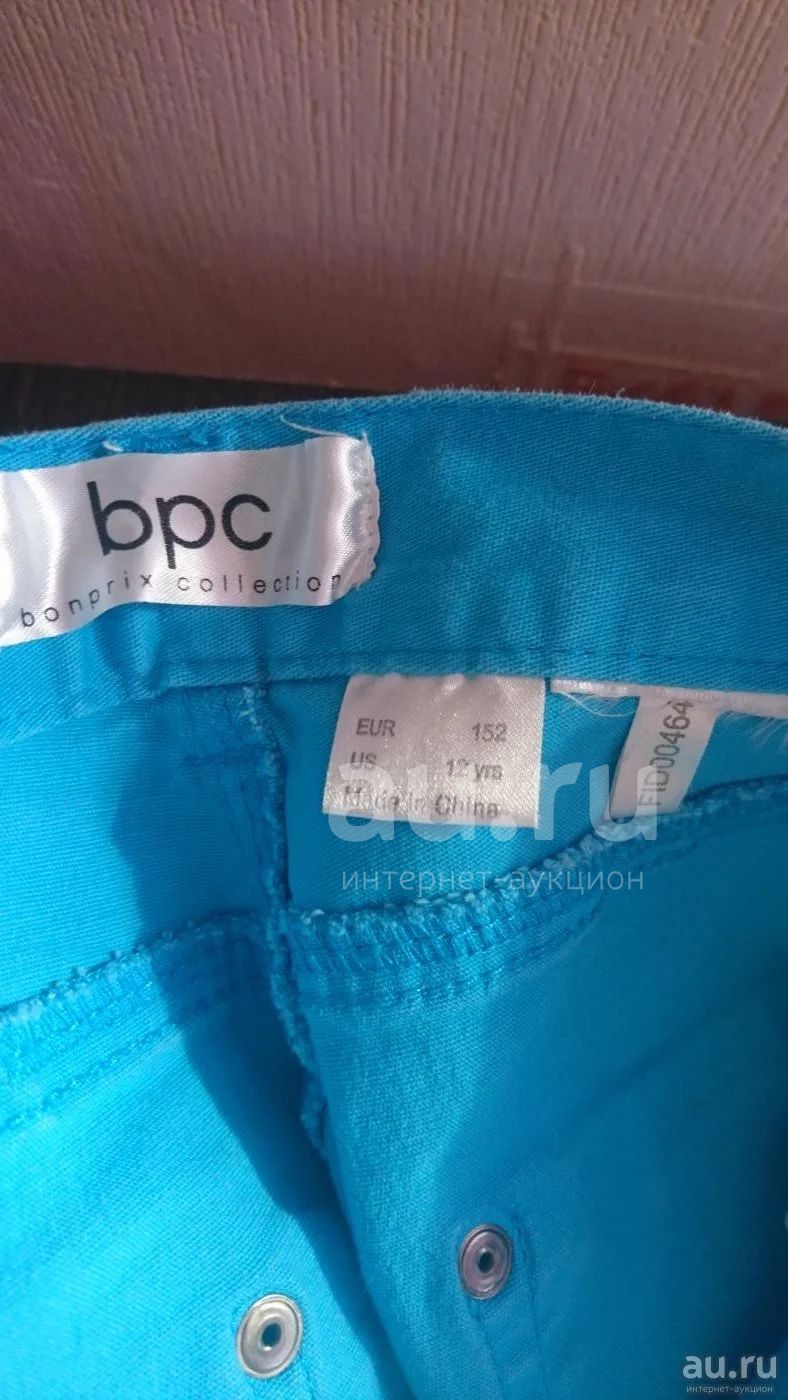 bpc
bonprix collection
EUR 152
US 12 yrs
Made in China
FID00464
au.ru
интернет-аукцион
au.ru
интернет-аукцион